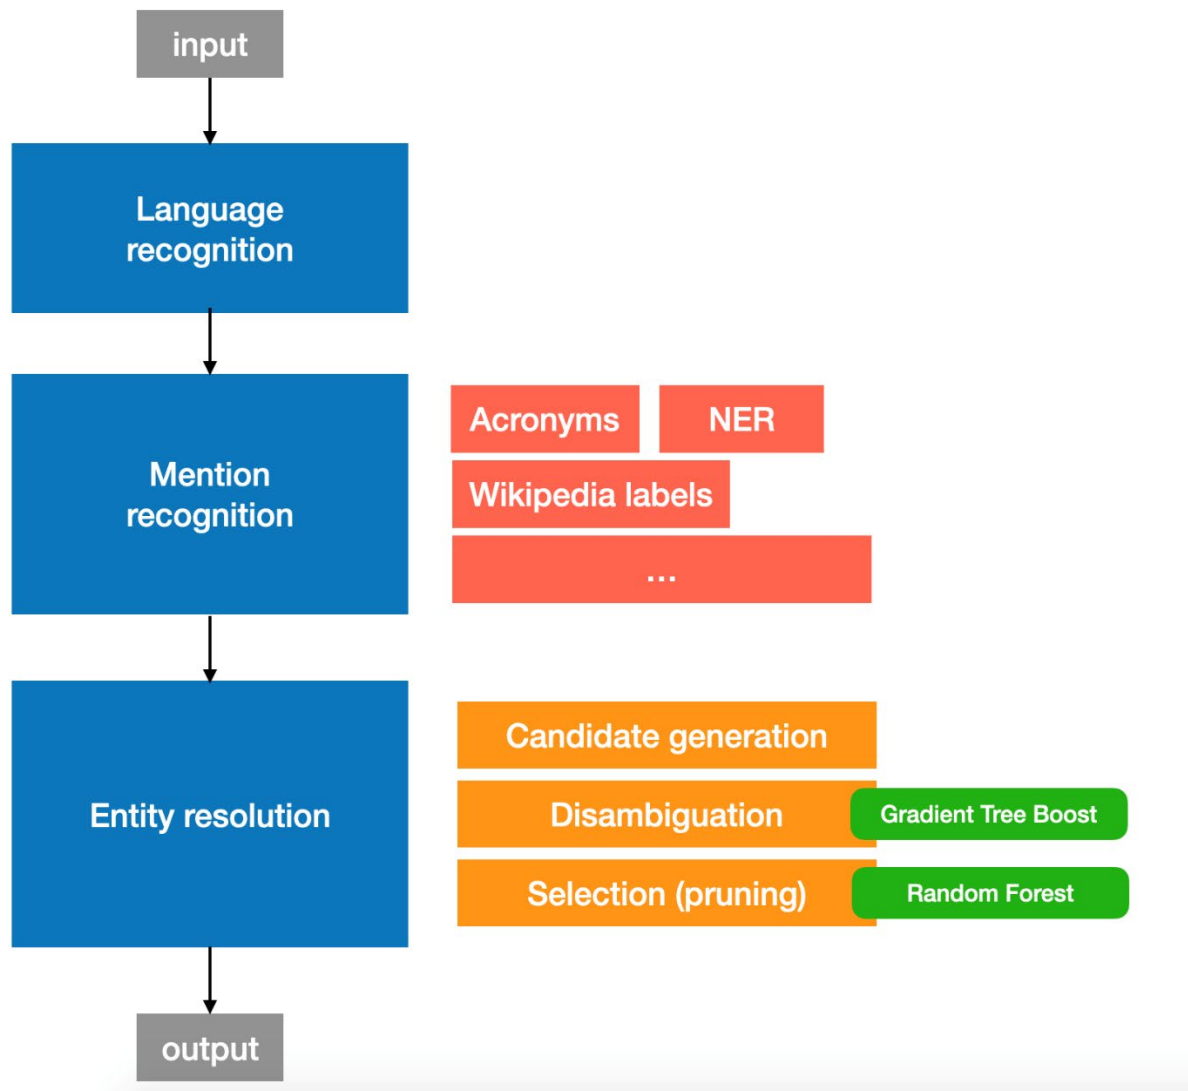 input
Language
recognition
Mention
recognition
Acronyms
NER
Wikipedia labels
...
Entity resolution
Candidate generation
Disambiguation
Gradient Tree Boost
Selection (pruning)
Random Forest
output